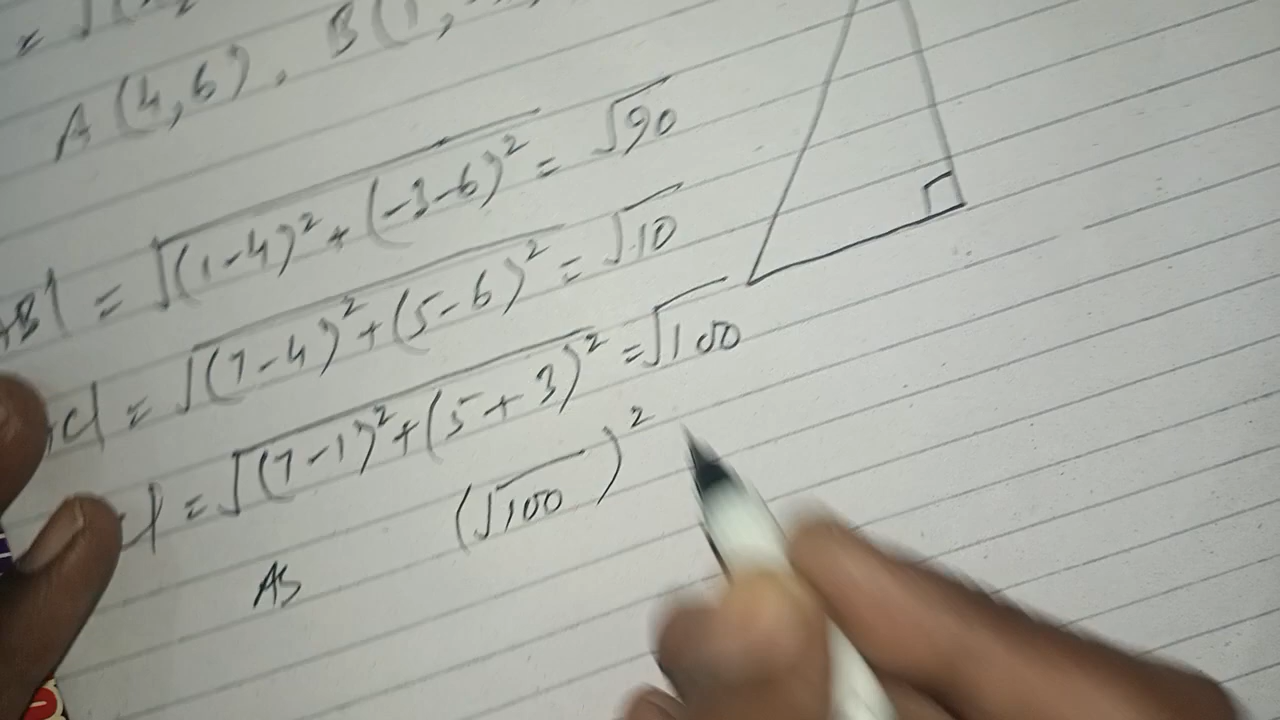 = √(
A(4,6), B(1,
AB| = √(1-4)² + (-3-6)² = √90
AC| = √(7-4)² + (5-6)² = √10
| = √(7-1)² + (5+3)² = √100
As (√100)²